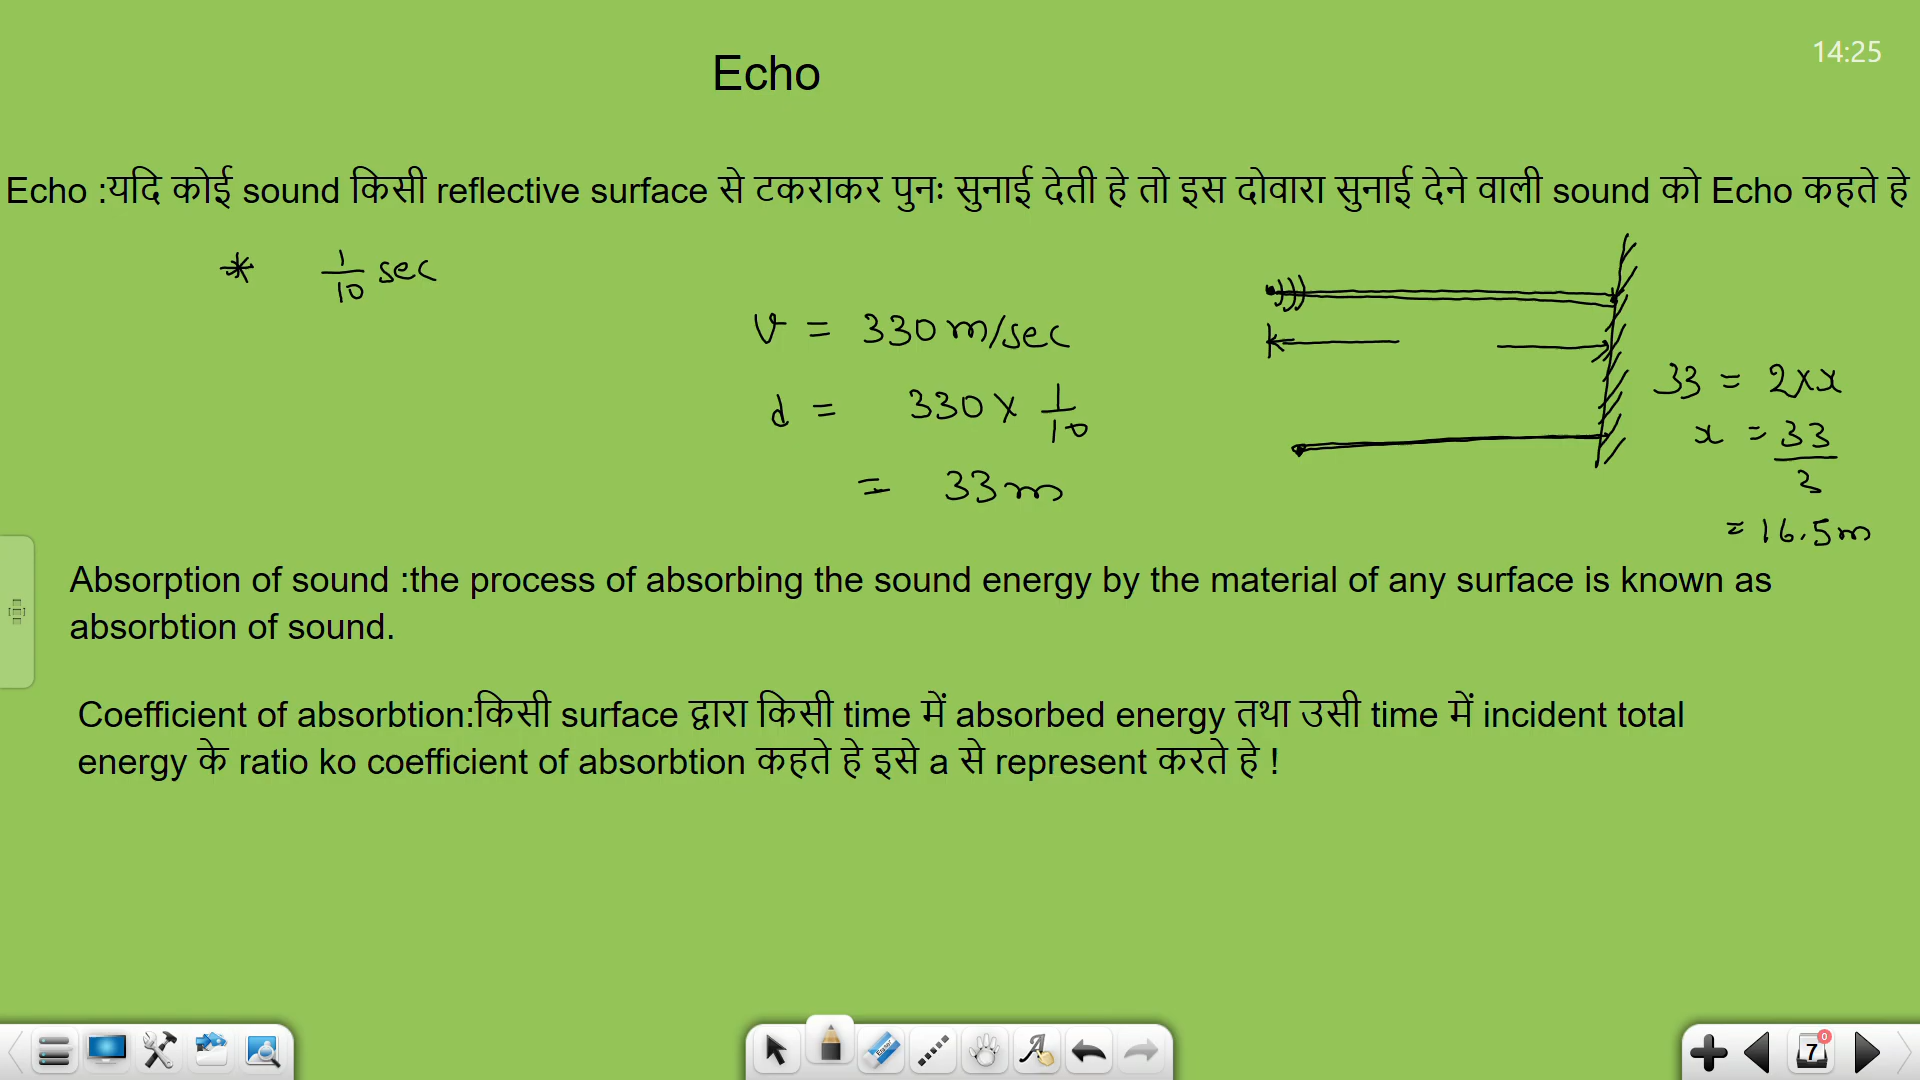 14:25
Echo
Echo :यदि कोई sound किसी reflective surface से टकराकर पुनः सुनाई देती हे तो इस दोवारा सुनाई देने वाली sound को Echo कहते हे
* 1/10 sec
v = 330 m/sec
d = 330 x 1/10
= 33 m
33 = 2 x x
x = 33/2
= 16.5 m
Absorption of sound :the process of absorbing the sound energy by the material of any surface is known as
absorbtion of sound.
Coefficient of absorbtion:किसी surface द्वारा किसी time में absorbed energy तथा उसी time में incident total
energy के ratio ko coefficient of absorbtion कहते हे इसे a से represent करते हे !
7
0